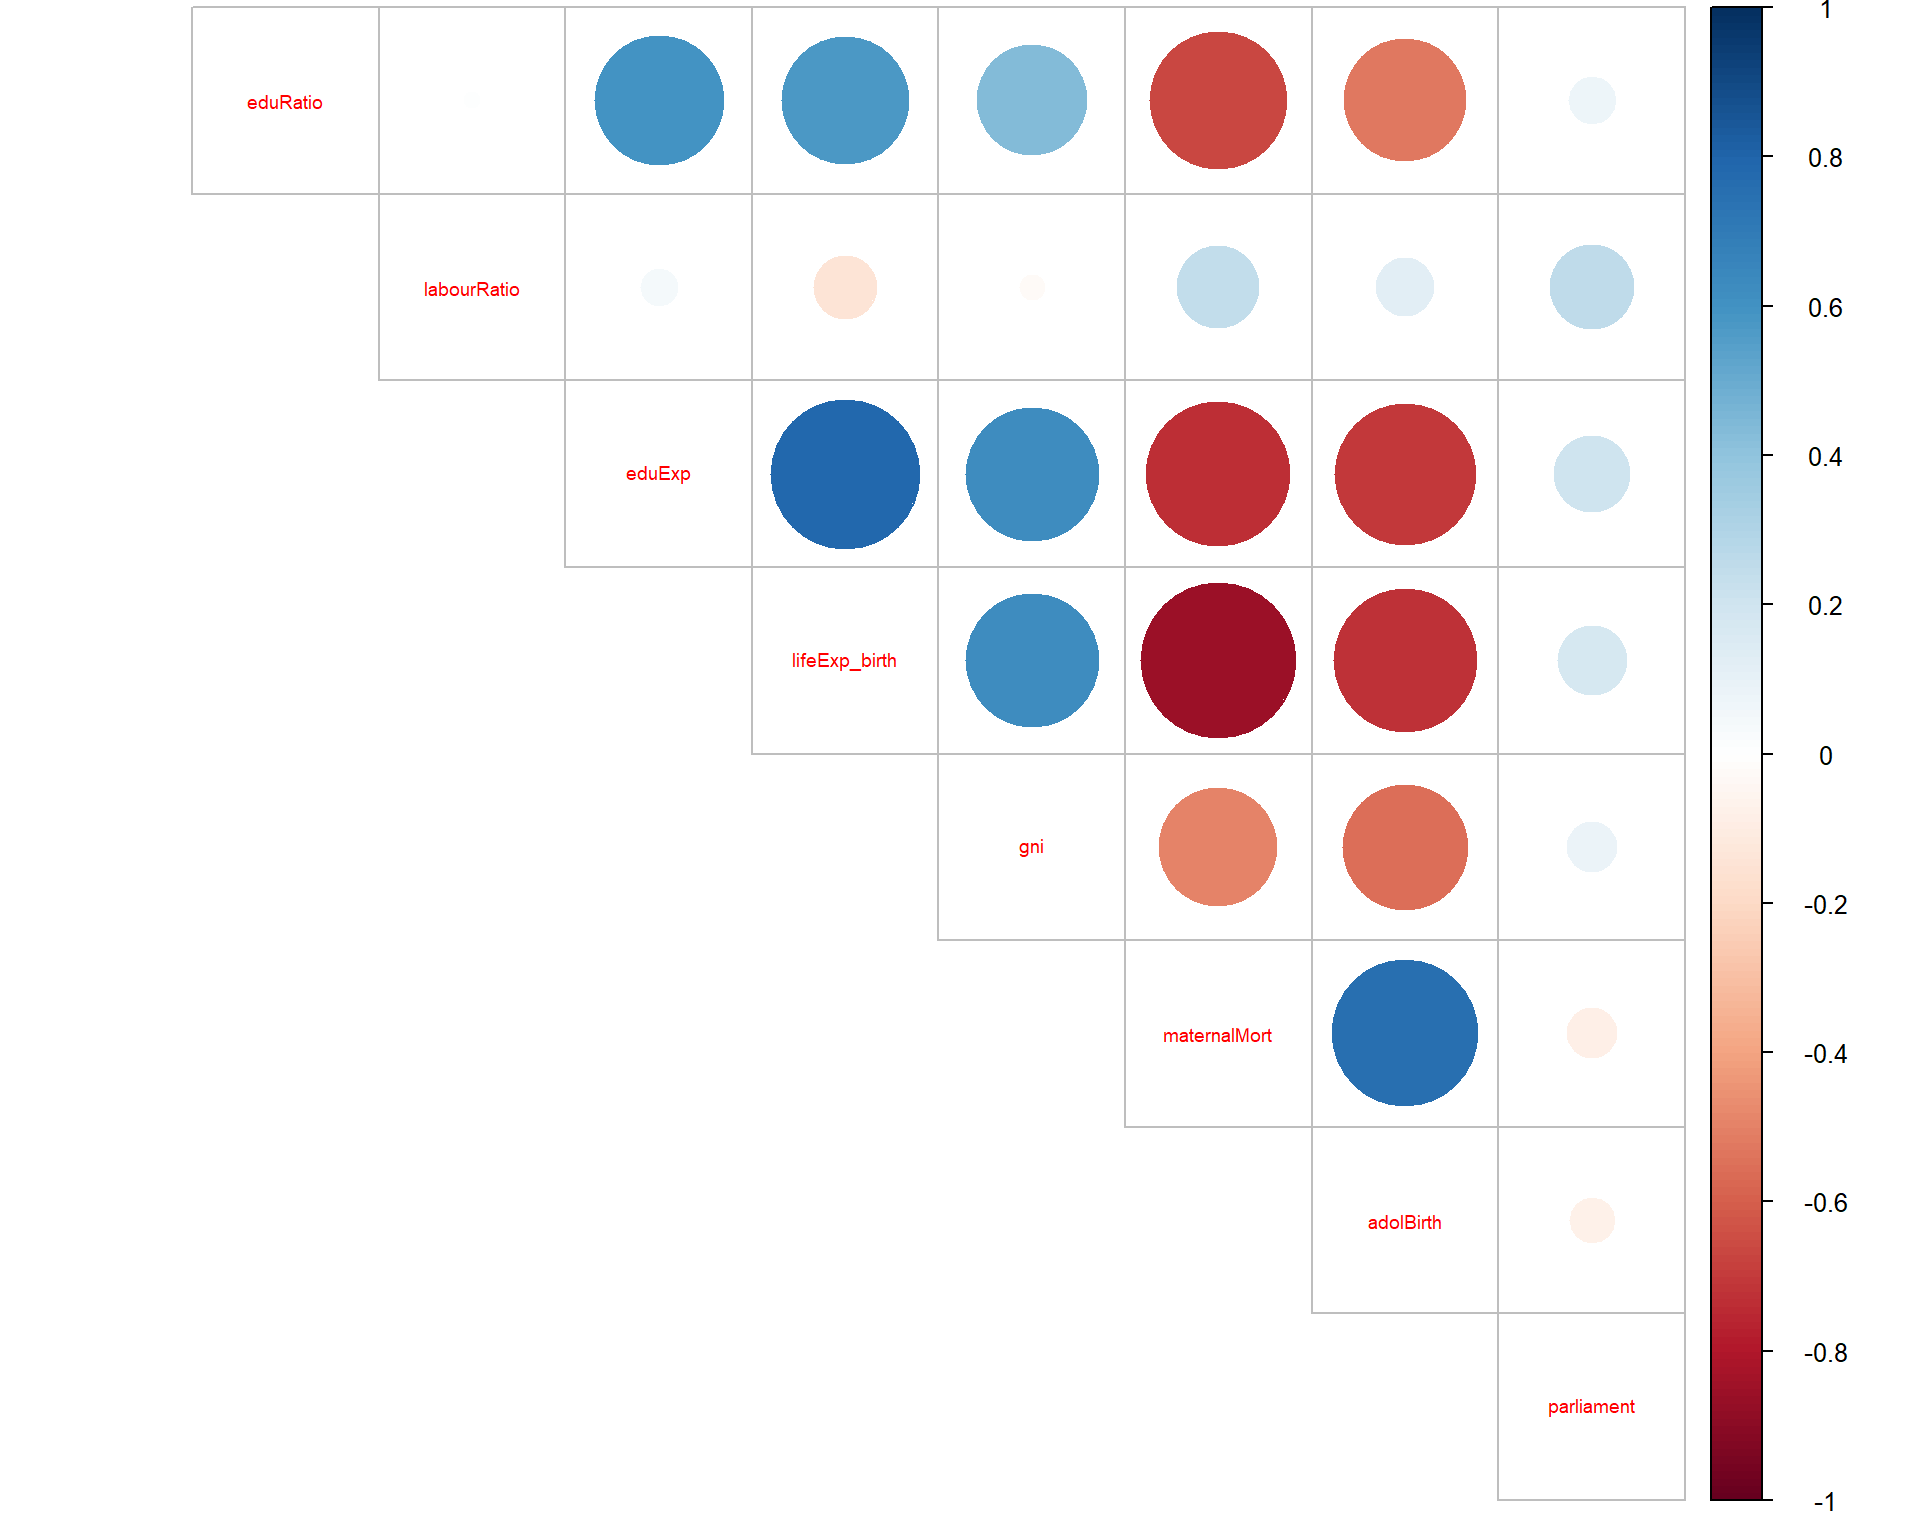 1
eduRatio
0.8
labourRatio
0.6
0.4
eduExp
0.2
lifeExp_birth
0
gni
-0.2
-0.4
maternalMort
-0.6
adolBirth
-0.8
parliament
-1